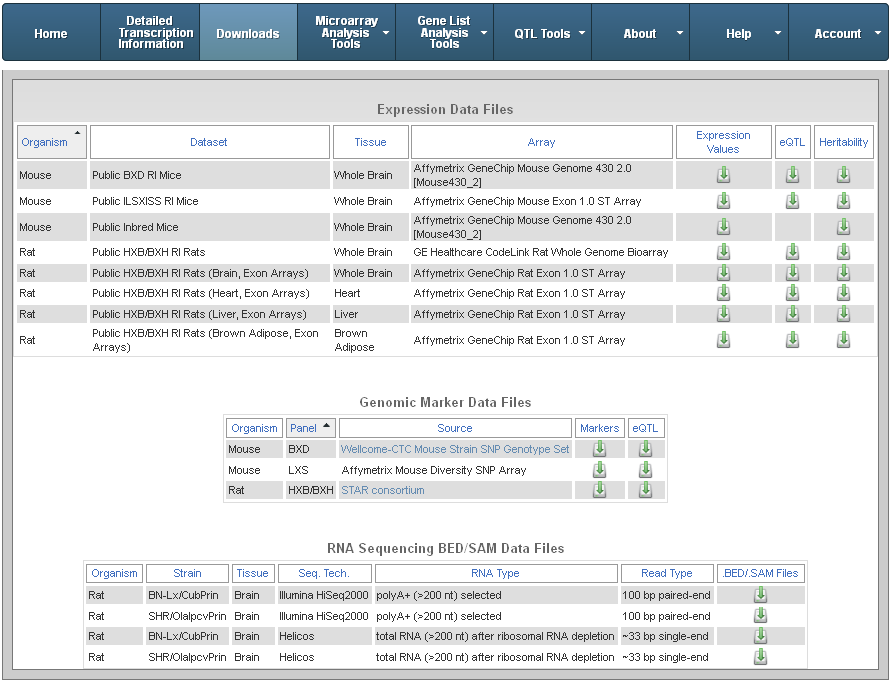 Home
Detailed Transcription Information
Downloads
Microarray Analysis Tools
Gene List Analysis Tools
QTL Tools
About
Help
Account
Expression Data Files
Organism Dataset Tissue Array Expression Values eQTL Heritability
Mouse Public BXD RI Mice Whole Brain Affymetrix GeneChip Mouse Genome 430 2.0 [Mouse430_2]
Mouse Public ILSXISS RI Mice Whole Brain Affymetrix GeneChip Mouse Exon 1.0 ST Array
Mouse Public Inbred Mice Whole Brain Affymetrix GeneChip Mouse Genome 430 2.0 [Mouse430_2]
Rat Public HXB/BXH RI Rats Whole Brain GE Healthcare CodeLink Rat Whole Genome Bioarray
Rat Public HXB/BXH RI Rats (Brain, Exon Arrays) Whole Brain Affymetrix GeneChip Rat Exon 1.0 ST Array
Rat Public HXB/BXH RI Rats (Heart, Exon Arrays) Heart Affymetrix GeneChip Rat Exon 1.0 ST Array
Rat Public HXB/BXH RI Rats (Liver, Exon Arrays) Liver Affymetrix GeneChip Rat Exon 1.0 ST Array
Rat Public HXB/BXH RI Rats (Brown Adipose, Exon Arrays) Brown Adipose Affymetrix GeneChip Rat Exon 1.0 ST Array
Genomic Marker Data Files
Organism Panel Source Markers eQTL
Mouse BXD Wellcome-CTC Mouse Strain SNP Genotype Set
Mouse LXS Affymetrix Mouse Diversity SNP Array
Rat HXB/BXH STAR consortium
RNA Sequencing BED/SAM Data Files
Organism Strain Tissue Seq. Tech. RNA Type Read Type .BED/.SAM Files
Rat BN-Lx/CubPrin Brain Illumina HiSeq2000 polyA+ (>200 nt) selected 100 bp paired-end
Rat SHR/OlaIpcvPrin Brain Illumina HiSeq2000 polyA+ (>200 nt) selected 100 bp paired-end
Rat BN-Lx/CubPrin Brain Helicos total RNA (>200 nt) after ribosomal RNA depletion ~33 bp single-end
Rat SHR/OlaIpcvPrin Brain Helicos total RNA (>200 nt) after ribosomal RNA depletion ~33 bp single-end